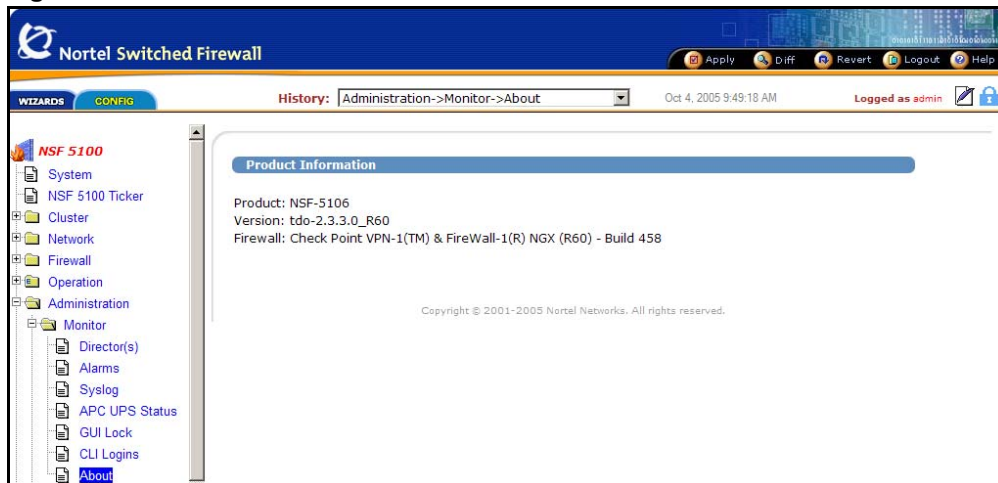 Nortel Switched Firewall
Apply Diff Revert Logout Help
WIZARDS CONFIG
History: Administration->Monitor->About
Oct 4, 2005 9:49:18 AM
Logged as admin
NSF 5100
System
NSF 5100 Ticker
Cluster
Network
Firewall
Operation
Administration
Monitor
Director(s)
Alarms
Syslog
APC UPS Status
GUI Lock
CLI Logins
About
Product Information
Product: NSF-5106
Version: tdo-2.3.3.0_R60
Firewall: Check Point VPN-1(TM) & FireWall-1(R) NGX (R60) - Build 458
Copyright © 2001-2005 Nortel Networks. All rights reserved.